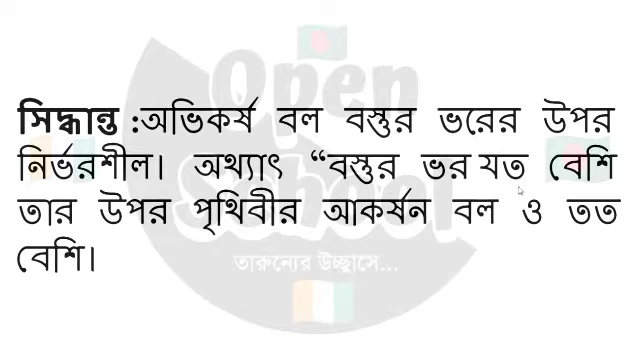 Open
School
তারুন্যের উচ্ছ্বাসে...
সিদ্ধান্ত :অভিকর্ষ বল বস্তুর ভরের উপর
নির্ভরশীল। অথ্যাৎ “বস্তুর ভর যত বেশি
তার উপর পৃথিবীর আকর্ষন বল ও তত
বেশি।